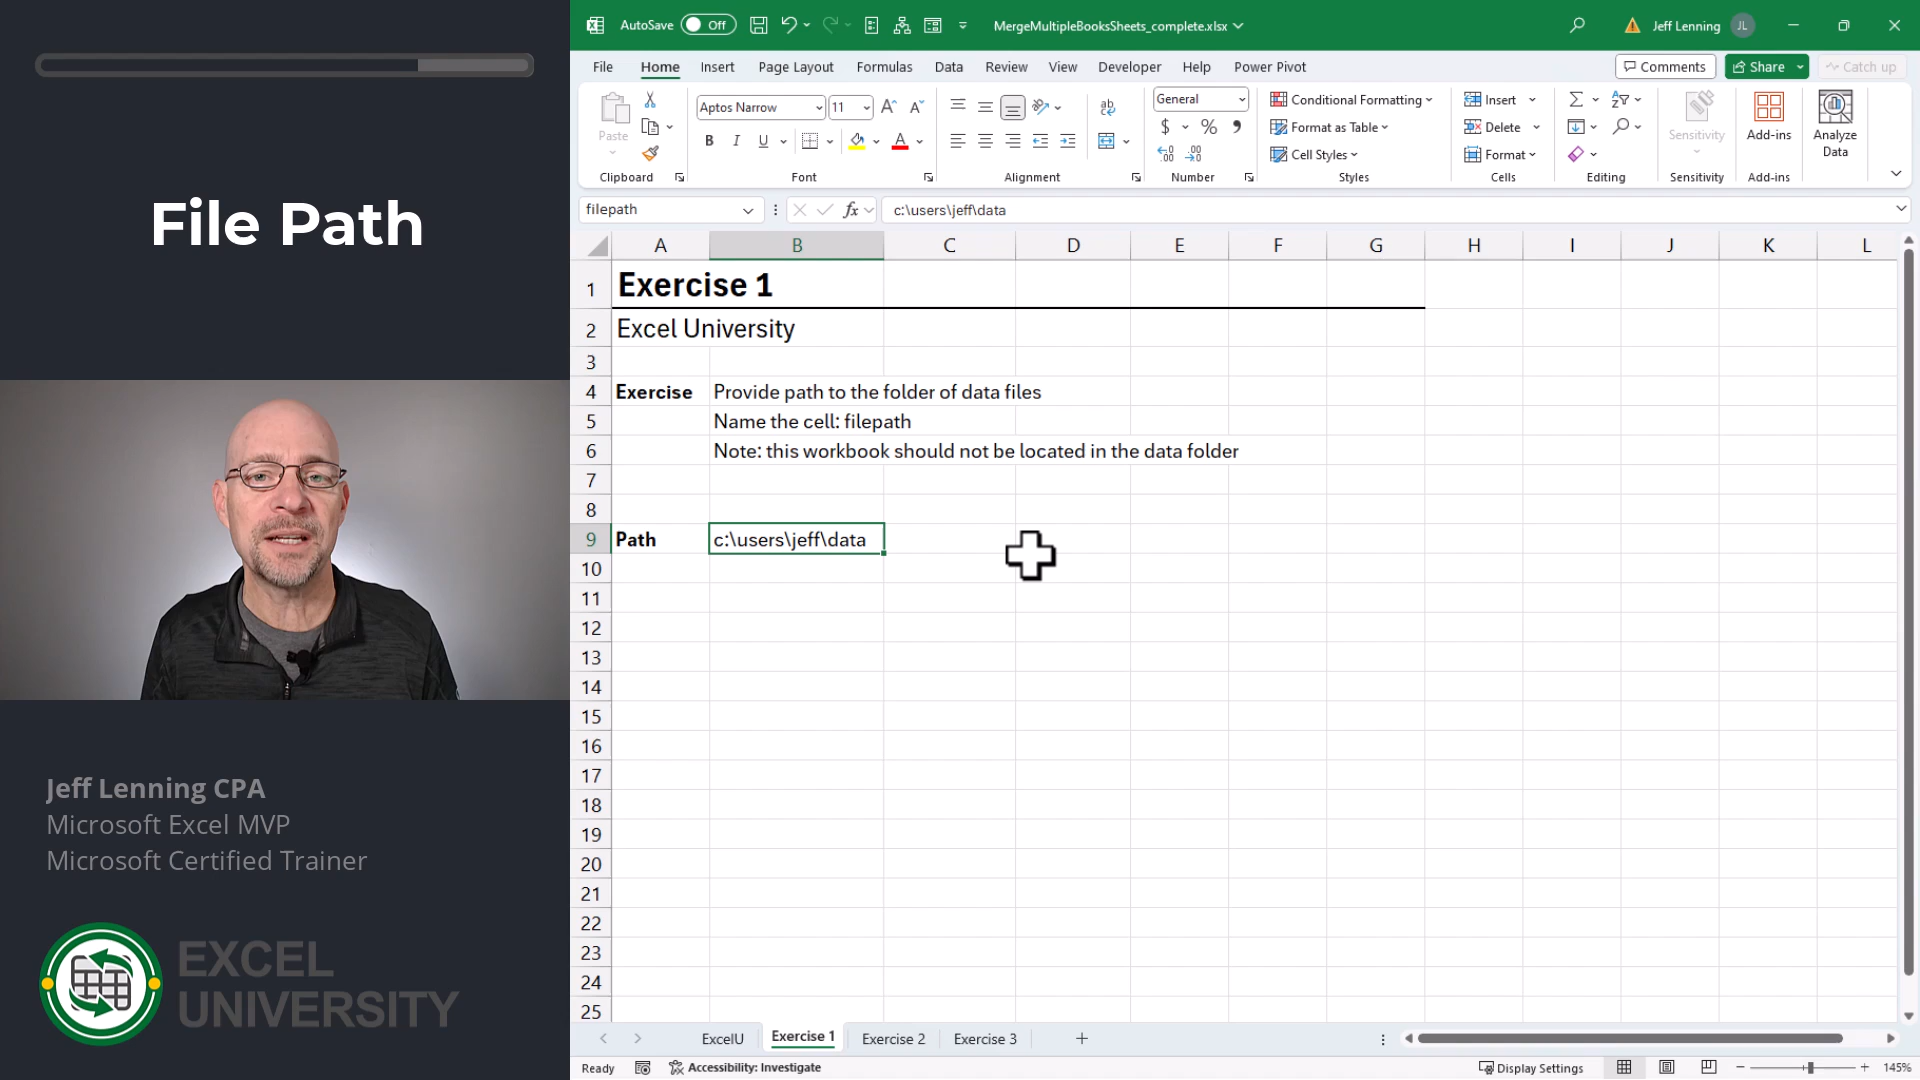 File Path
Jeff Lenning CPA
Microsoft Excel MVP
Microsoft Certified Trainer
EXCEL
UNIVERSITY
AutoSave Off
MergeMultipleBooksSheets_complete.xlsx
Jeff Lenning JL
File Home Insert Page Layout Formulas Data Review View Developer Help Power Pivot
Comments Share Catch up
Paste
Clipboard
Aptos Narrow 11
B I U A
Font
ab
Alignment
General
$ % 9
Number
Conditional Formatting
Format as Table
Cell Styles
Styles
Insert
Delete
Format
Cells
Editing
Sensitivity
Sensitivity
Add-ins
Add-ins
Analyze
Data
filepath fx c:\users\jeff\data
A B C D E F G H I J K L
1 Exercise 1
2 Excel University
3
4 Exercise Provide path to the folder of data files
5 Name the cell: filepath
6 Note: this workbook should not be located in the data folder
7
8
9 Path c:\users\jeff\data
10
11
12
13
14
15
16
17
18
19
20
21
22
23
24
25
ExcelU Exercise 1 Exercise 2 Exercise 3
Ready Accessibility: Investigate Display Settings 145%